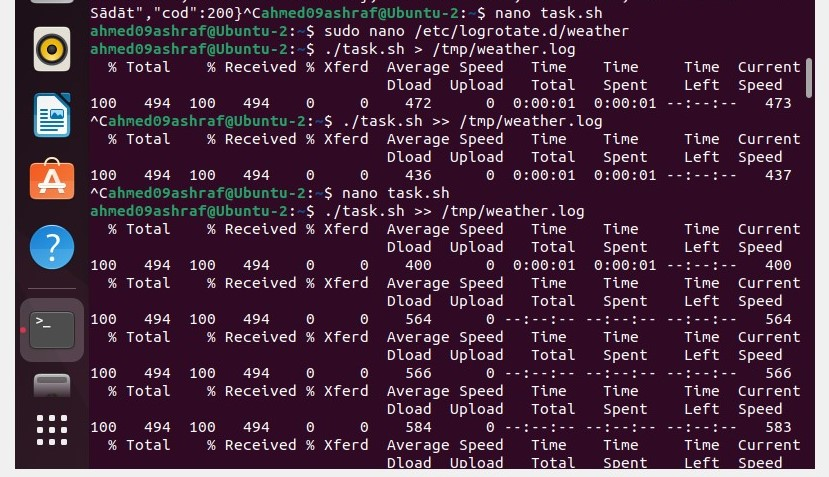 Sādāt","cod":200}^Cahmed09ashraf@Ubuntu-2:~$ nano task.sh
ahmed09ashraf@Ubuntu-2:~$ sudo nano /etc/logrotate.d/weather
ahmed09ashraf@Ubuntu-2:~$ ./task.sh > /tmp/weather.log
% Total % Received % Xferd Average Speed Time Time Time Current
Dload Upload Total Spent Left Speed
100 494 100 494 0 0 472 0 0:00:01 0:00:01 --:--:-- 473
^Cahmed09ashraf@Ubuntu-2:~$ ./task.sh >> /tmp/weather.log
% Total % Received % Xferd Average Speed Time Time Time Current
Dload Upload Total Spent Left Speed
100 494 100 494 0 0 436 0 0:00:01 0:00:01 --:--:-- 437
^Cahmed09ashraf@Ubuntu-2:~$ nano task.sh
ahmed09ashraf@Ubuntu-2:~$ ./task.sh >> /tmp/weather.log
% Total % Received % Xferd Average Speed Time Time Time Current
Dload Upload Total Spent Left Speed
100 494 100 494 0 0 400 0 0:00:01 0:00:01 --:--:-- 400
% Total % Received % Xferd Average Speed Time Time Time Current
Dload Upload Total Spent Left Speed
100 494 100 494 0 0 564 0 --:--:-- --:--:-- --:--:-- 564
% Total % Received % Xferd Average Speed Time Time Time Current
Dload Upload Total Spent Left Speed
100 494 100 494 0 0 566 0 --:--:-- --:--:-- --:--:-- 566
% Total % Received % Xferd Average Speed Time Time Time Current
Dload Upload Total Spent Left Speed
100 494 100 494 0 0 584 0 --:--:-- --:--:-- --:--:-- 583
% Total % Received % Xferd Average Speed Time Time Time Current
Dload Upload Total Spent Left Speed